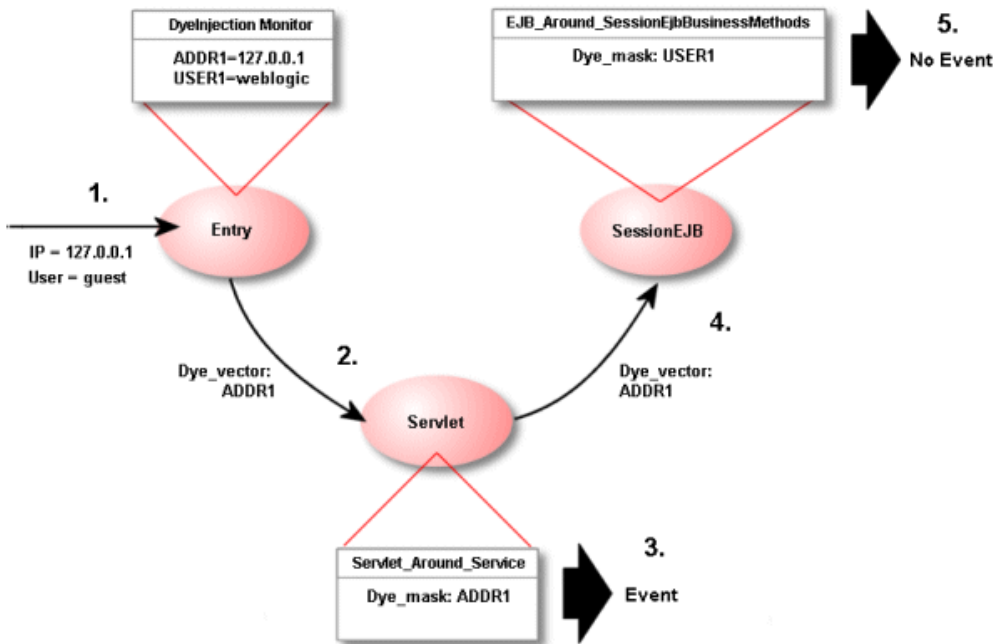 DyeInjection Monitor
ADDR1=127.0.0.1
USER1=weblogic
EJB_Around_SessionEjbBusinessMethods
Dye_mask: USER1
5.
No Event
1.
Entry
IP = 127.0.0.1
User = guest
SessionEJB
2.
Dye_vector:
ADDR1
4.
Dye_vector:
ADDR1
Servlet
Servlet_Around_Service
Dye_mask: ADDR1
3.
Event